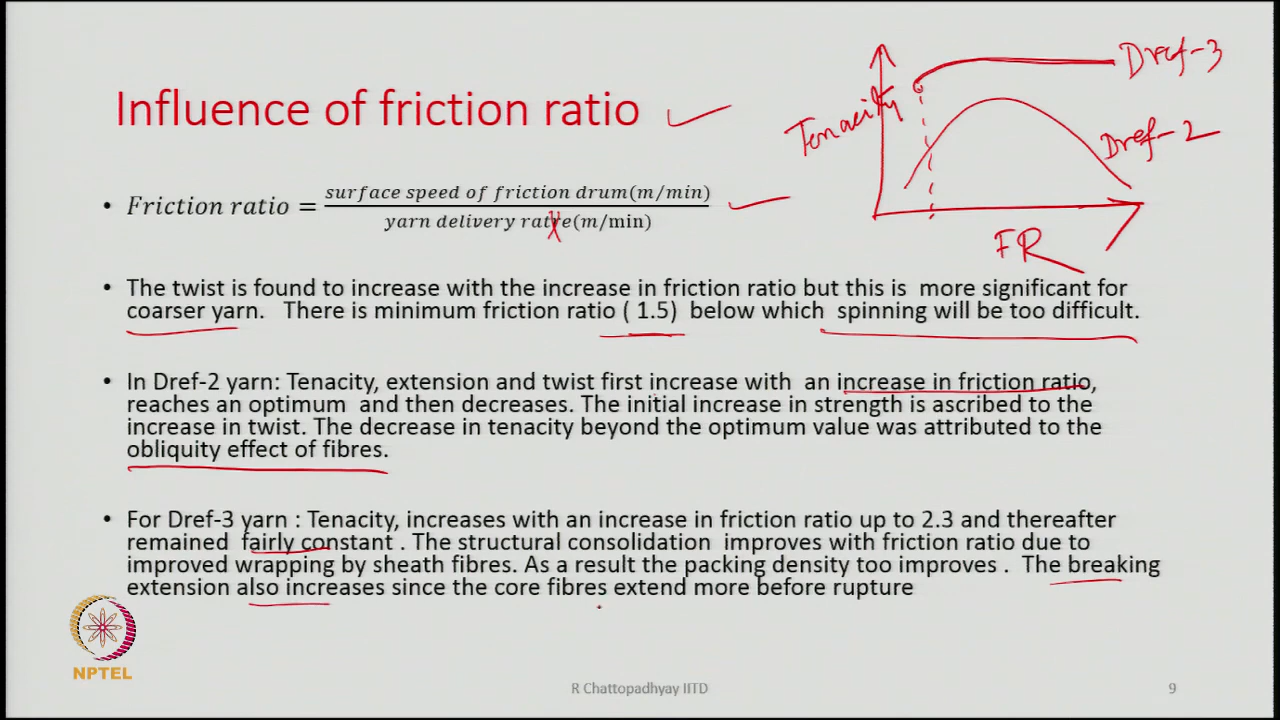 Influence of friction ratio
Tenacity
Dref-3
Dref-2
FR
• Friction ratio = surface speed of friction drum(m/min)
yarn delivery ratre(m/min)
• The twist is found to increase with the increase in friction ratio but this is more significant for
coarser yarn. There is minimum friction ratio ( 1.5) below which spinning will be too difficult.
• In Dref-2 yarn: Tenacity, extension and twist first increase with an increase in friction ratio,
reaches an optimum and then decreases. The initial increase in strength is ascribed to the
increase in twist. The decrease in tenacity beyond the optimum value was attributed to the
obliquity effect of fibres.
• For Dref-3 yarn : Tenacity, increases with an increase in friction ratio up to 2.3 and thereafter
remained fairly constant . The structural consolidation improves with friction ratio due to
improved wrapping by sheath fibres. As a result the packing density too improves . The breaking
extension also increases since the core fibres extend more before rupture
NPTEL
R Chattopadhyay IITD
9